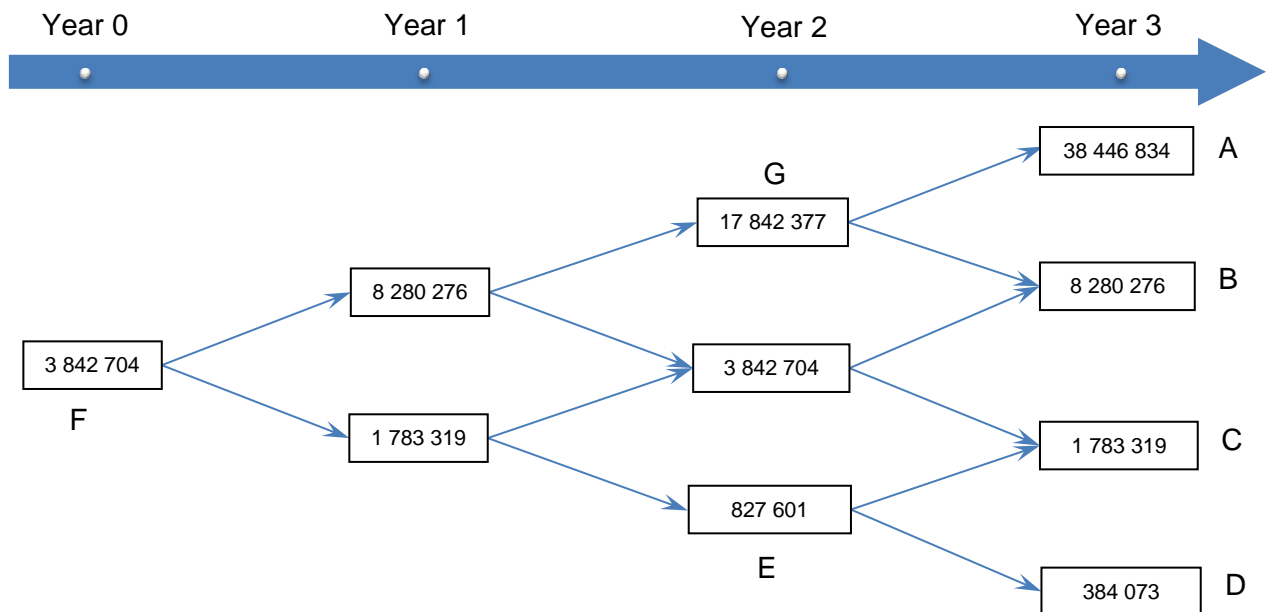 Year 0
Year 1
Year 2
Year 3
38 446 834
A
G
17 842 377
8 280 276
B
8 280 276
3 842 704
F
3 842 704
1 783 319
1 783 319
C
827 601
E
384 073
D